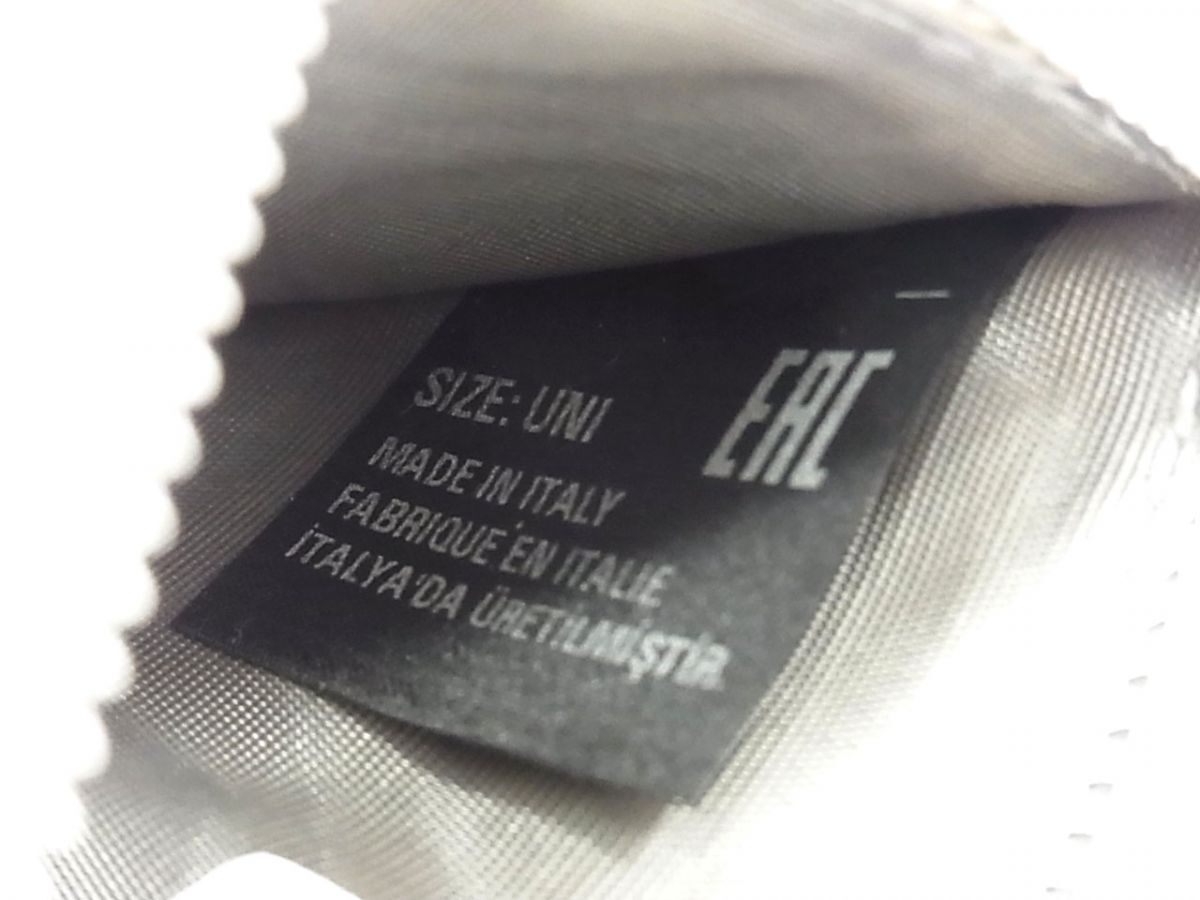 SIZE: UNI
EAC
MADE IN ITALY
FABRIQUE EN ITALIE
İTALYA'DA ÜRETİLMİŞTİR.